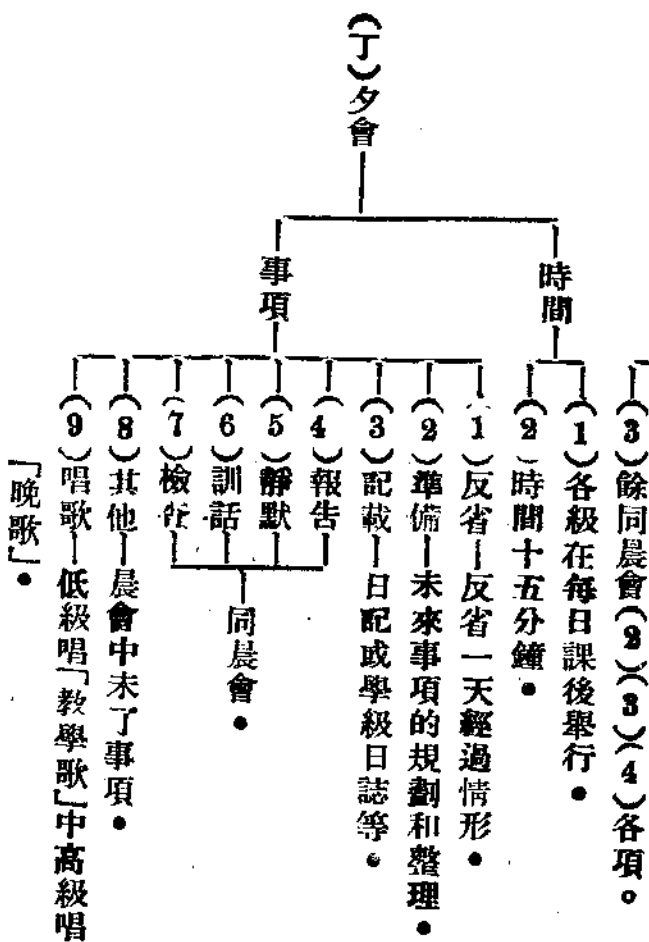 (3)餘同晨會(2)(3)(4)各項。
(丁)夕會
時間
(1)各級在每日課後舉行。
(2)時間十五分鐘。
事項
(1)反省—反省一天經過情形。
(2)準備—未來事項的規劃和整理。
(3)記載—日記或學級日誌等。
(4)報告
(5)靜默
(6)訓話
(7)檢查
同晨會。
(8)其他—晨會中未了事項。
(9)唱歌—低級唱「教學歌」中高級唱
「晚歌」。